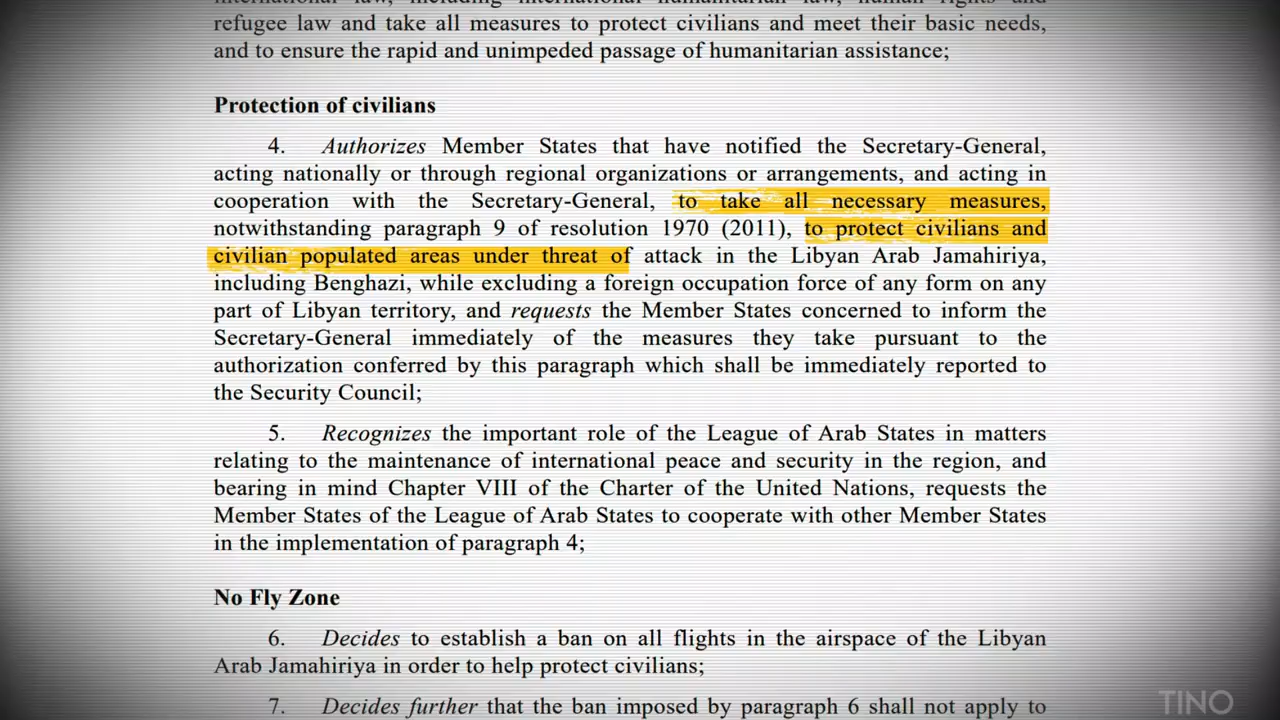 international law, including international humanitarian law, human rights and
refugee law and take all measures to protect civilians and meet their basic needs,
and to ensure the rapid and unimpeded passage of humanitarian assistance;
Protection of civilians
4. Authorizes Member States that have notified the Secretary-General,
acting nationally or through regional organizations or arrangements, and acting in
cooperation with the Secretary-General, to take all necessary measures,
notwithstanding paragraph 9 of resolution 1970 (2011), to protect civilians and
civilian populated areas under threat of attack in the Libyan Arab Jamahiriya,
including Benghazi, while excluding a foreign occupation force of any form on any
part of Libyan territory, and requests the Member States concerned to inform the
Secretary-General immediately of the measures they take pursuant to the
authorization conferred by this paragraph which shall be immediately reported to
the Security Council;
5. Recognizes the important role of the League of Arab States in matters
relating to the maintenance of international peace and security in the region, and
bearing in mind Chapter VIII of the Charter of the United Nations, requests the
Member States of the League of Arab States to cooperate with other Member States
in the implementation of paragraph 4;
No Fly Zone
6. Decides to establish a ban on all flights in the airspace of the Libyan
Arab Jamahiriya in order to help protect civilians;
7. Decides further that the ban imposed by paragraph 6 shall not apply to
TINO